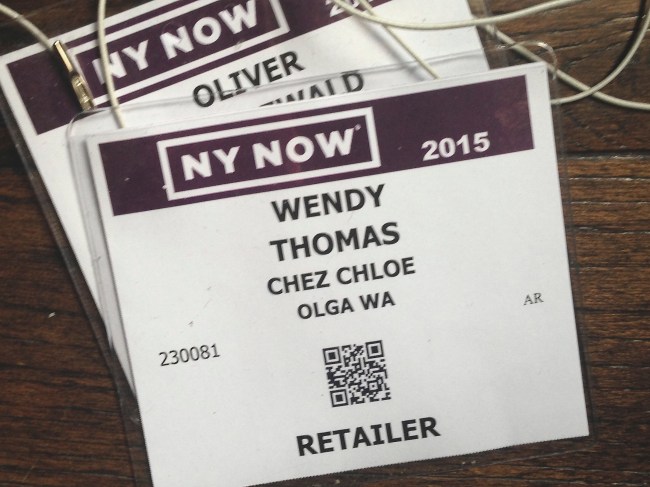 NY NOW
OLIVER
NY NOW 2015
WENDY
THOMAS
CHEZ CHLOE
OLGA WA
AR
230081
RETAILER